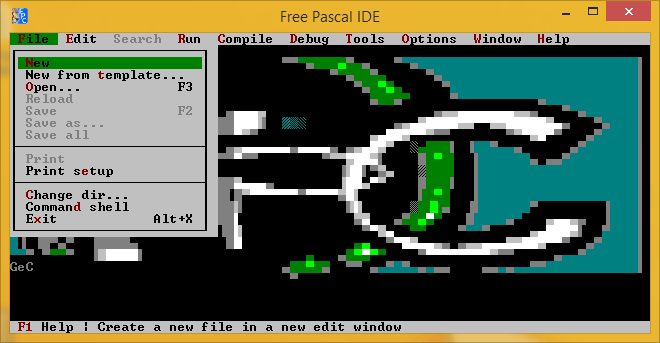 Free Pascal IDE
File Edit Search Run Compile Debug Tools Options Window Help
New
New from template...
Open... F3
Reload
Save F2
Save as...
Save all
Print
Print setup
Change dir...
Command shell
Exit Alt+X
GeC
F1 Help ¦ Create a new file in a new edit window